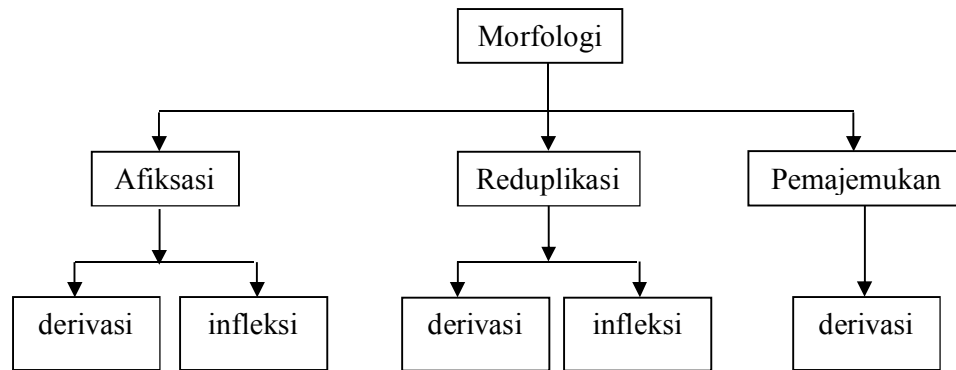 Morfologi
Afiksasi
Reduplikasi
Pemajemukan
derivasi
infleksi
derivasi
infleksi
derivasi